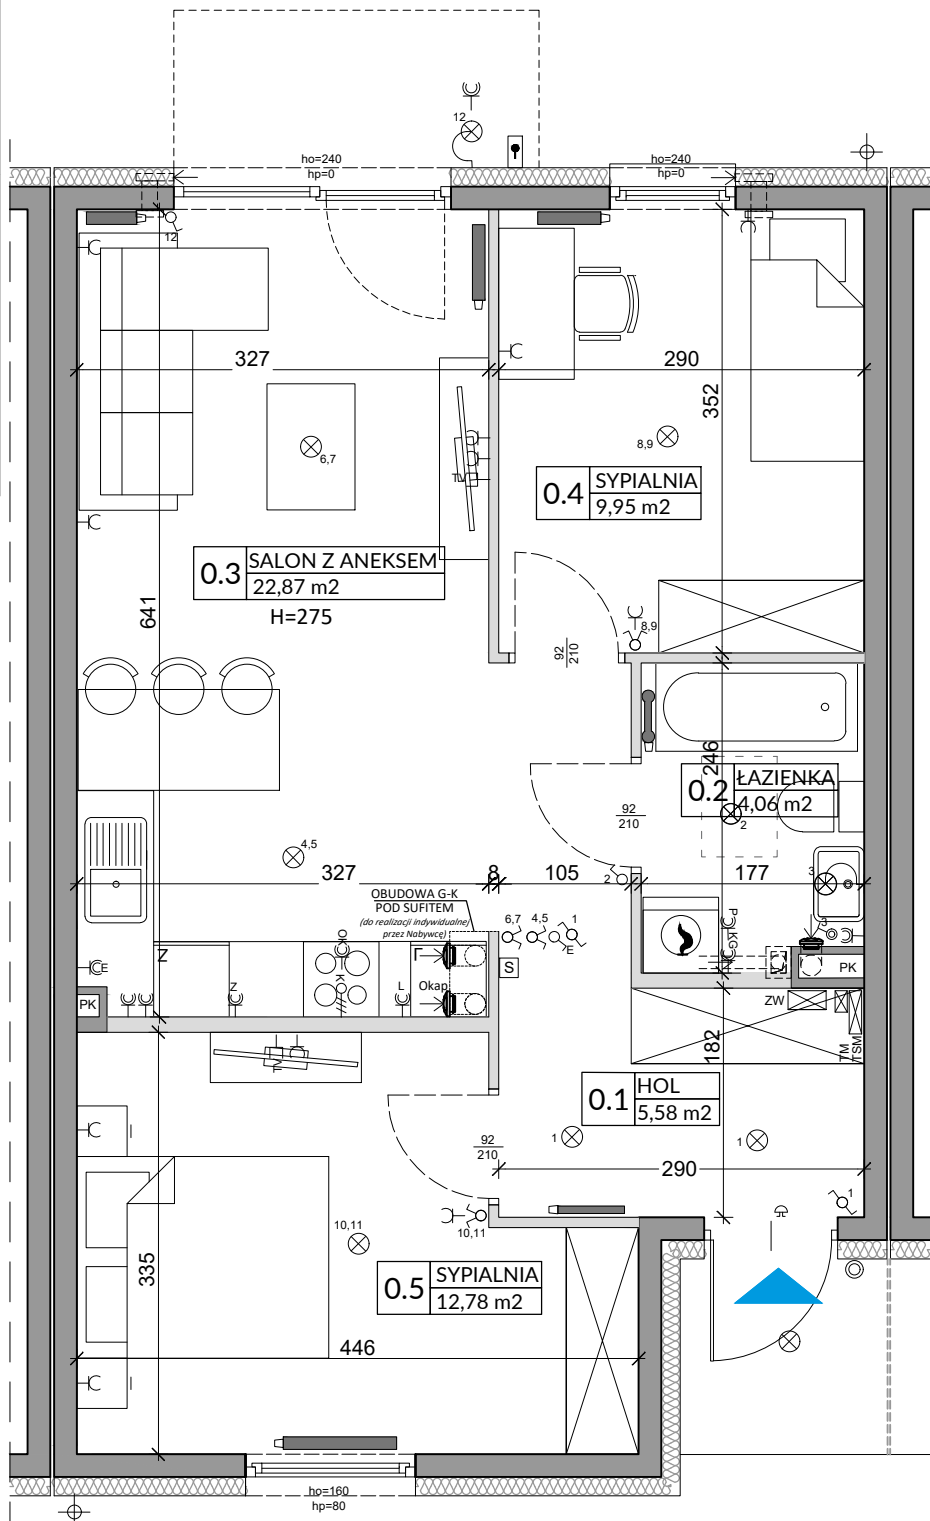 12
ho=240
hp=0
ho=240
hp=0
12
327
290
352
6,7
8,9
TV
0.4
SYPIALNIA
9,95 m2
0.3
SALON Z ANEKSEM
22,87 m2
H=275
641
8,9
92
210
246
0.2
ŁAZIENKA
4,06 m2
2
92
210
4,5
327
8
105
177
3
2
OBUDOWA G-K
POD SUFITEM
(do realizacji indywidualnej
przez Nabywcę)
6,7
4,5
1
E
3
P
KG
OK
Z
E
Z
K
L
Okap
S
PK
PK
ZW
TM
TSM
182
TV
0.1
HOL
5,58 m2
1
1
92
210
290
1
10,11
10,11
335
0.5
SYPIALNIA
12,78 m2
446
ho=160
hp=80